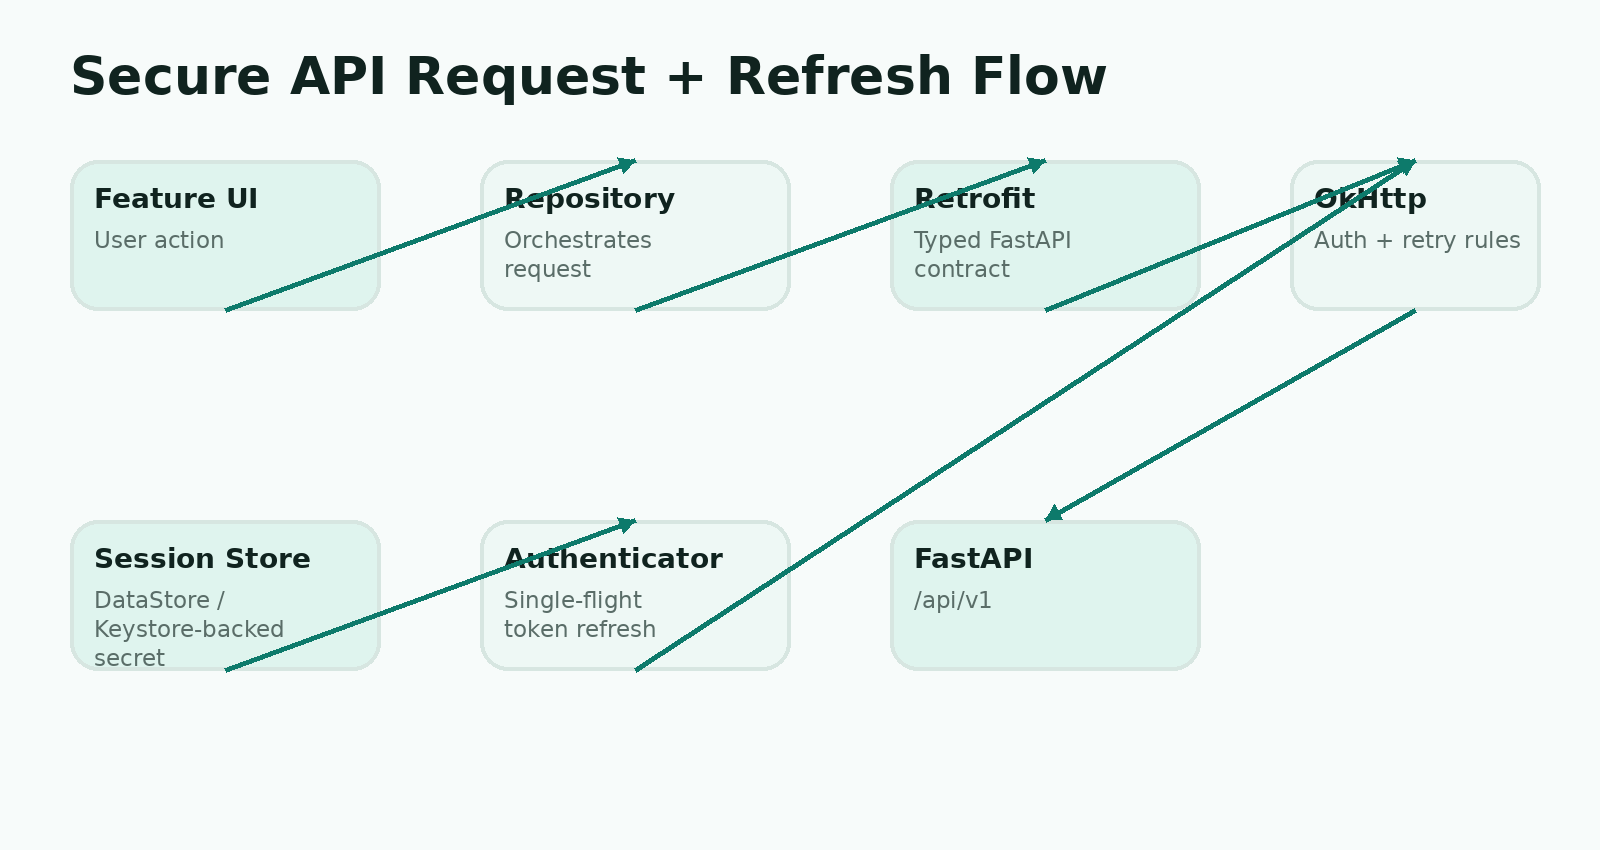 Secure API Request + Refresh Flow
Feature UI
User action
Repository
Orchestrates
request
Retrofit
Typed FastAPI
contract
OkHttp
Auth + retry rules
Session Store
DataStore /
Keystore-backed
secret
Authenticator
Single-flight
token refresh
FastAPI
/api/v1